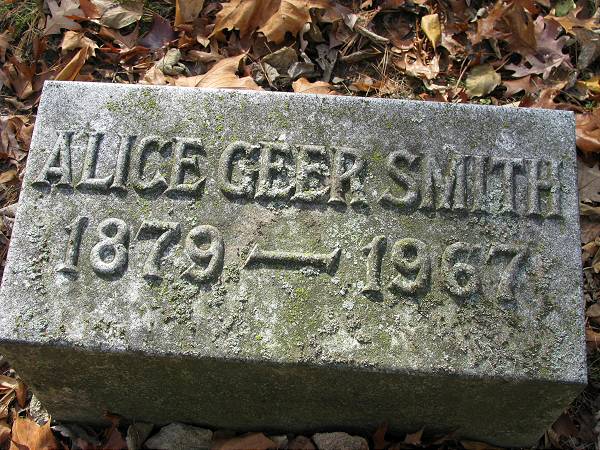 ALICE GEER SMITH
1879 — 1967